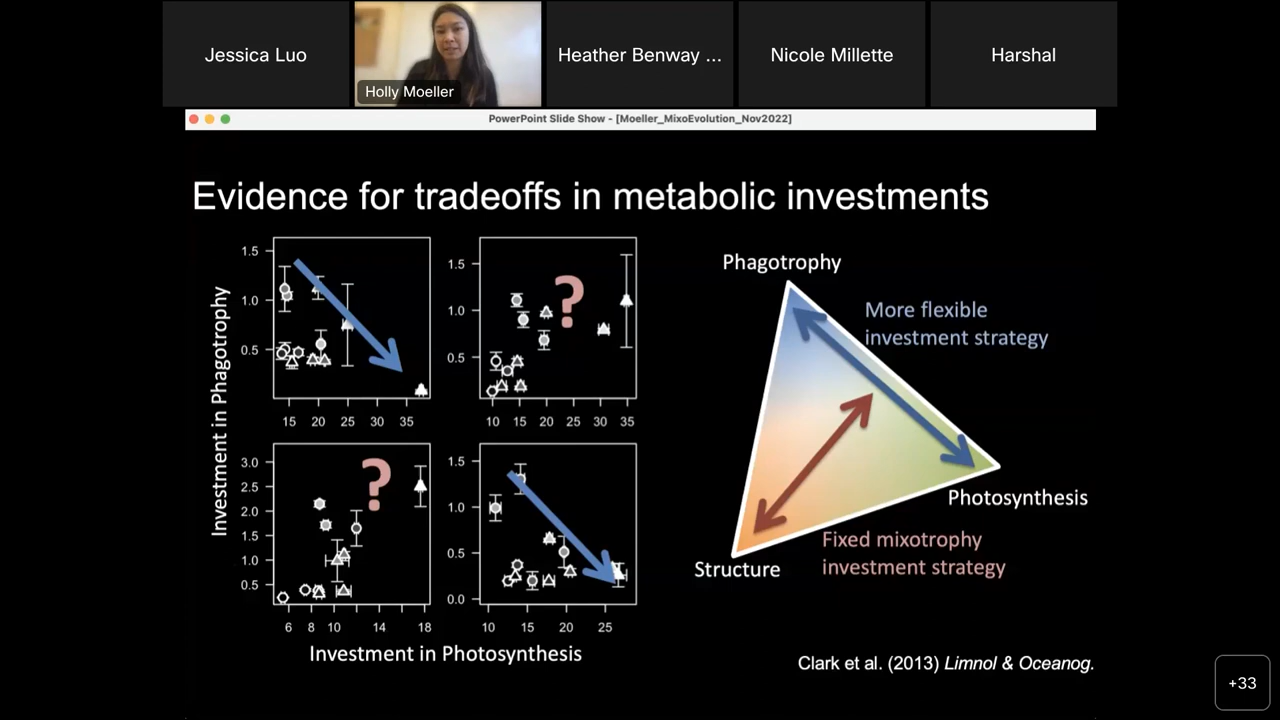 Jessica Luo
Holly Moeller
Heather Benway ...
Nicole Millette
Harshal
PowerPoint Slide Show - [Moeller_MixoEvolution_Nov2022]
Evidence for tradeoffs in metabolic investments
Investment in Phagotrophy
1.5
1.0
0.5
15 20 25 35
?
1.5
1.0
0.5
10 15 20 25 30 35
?
3.0
2.5
2.0
1.5
1.0
0.5
6 8 10 14 18
1.5
1.0
0.5
0.0
10 15 20 25
Investment in Photosynthesis
Phagotrophy
More flexible
investment strategy
Photosynthesis
Structure
Fixed mixotrophy
investment strategy
Clark et al. (2013) Limnol & Oceanog.
+33